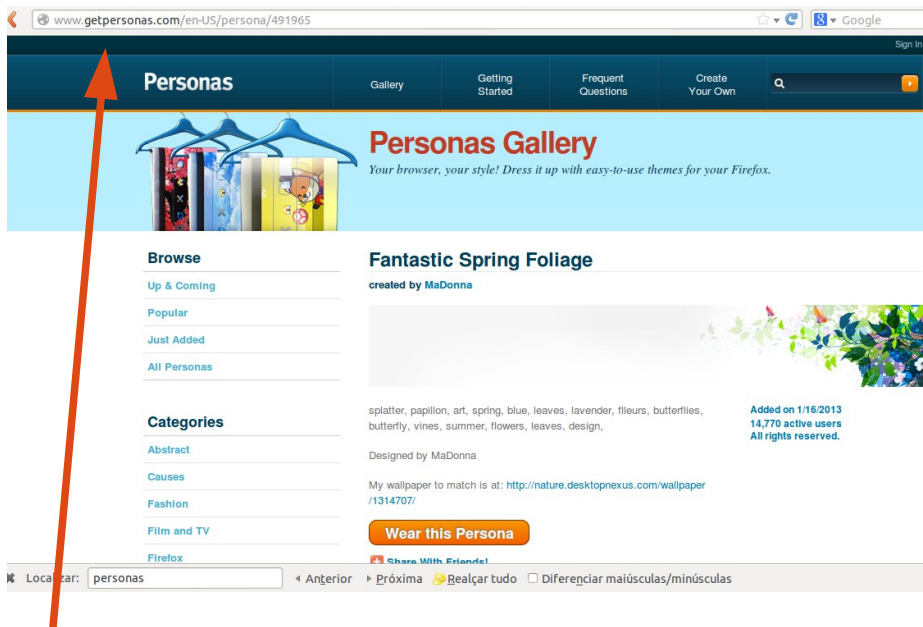 www.getpersonas.com/en-US/persona/491965
Google
Sign In
Personas
Gallery
Getting
Started
Frequent
Questions
Create
Your Own
Personas Gallery
Your browser, your style! Dress it up with easy-to-use themes for your Firefox.
Browse
Up & Coming
Popular
Just Added
All Personas
Categories
Abstract
Causes
Fashion
Film and TV
Firefox
Fantastic Spring Foliage
created by MaDonna
splatter, papillon, art, spring, blue, leaves, lavender, flleurs, butterflies,
butterfly, vines, summer, flowers, leaves, design,
Designed by MaDonna
My wallpaper to match is at: http://nature.desktopnexus.com/wallpaper
/1314707/
Added on 1/16/2013
14,770 active users
All rights reserved.
Wear this Persona
Share With Friends!
Localizar: personas
Anterior
Próxima
Realçar tudo
Diferenciar maiúsculas/minúsculas